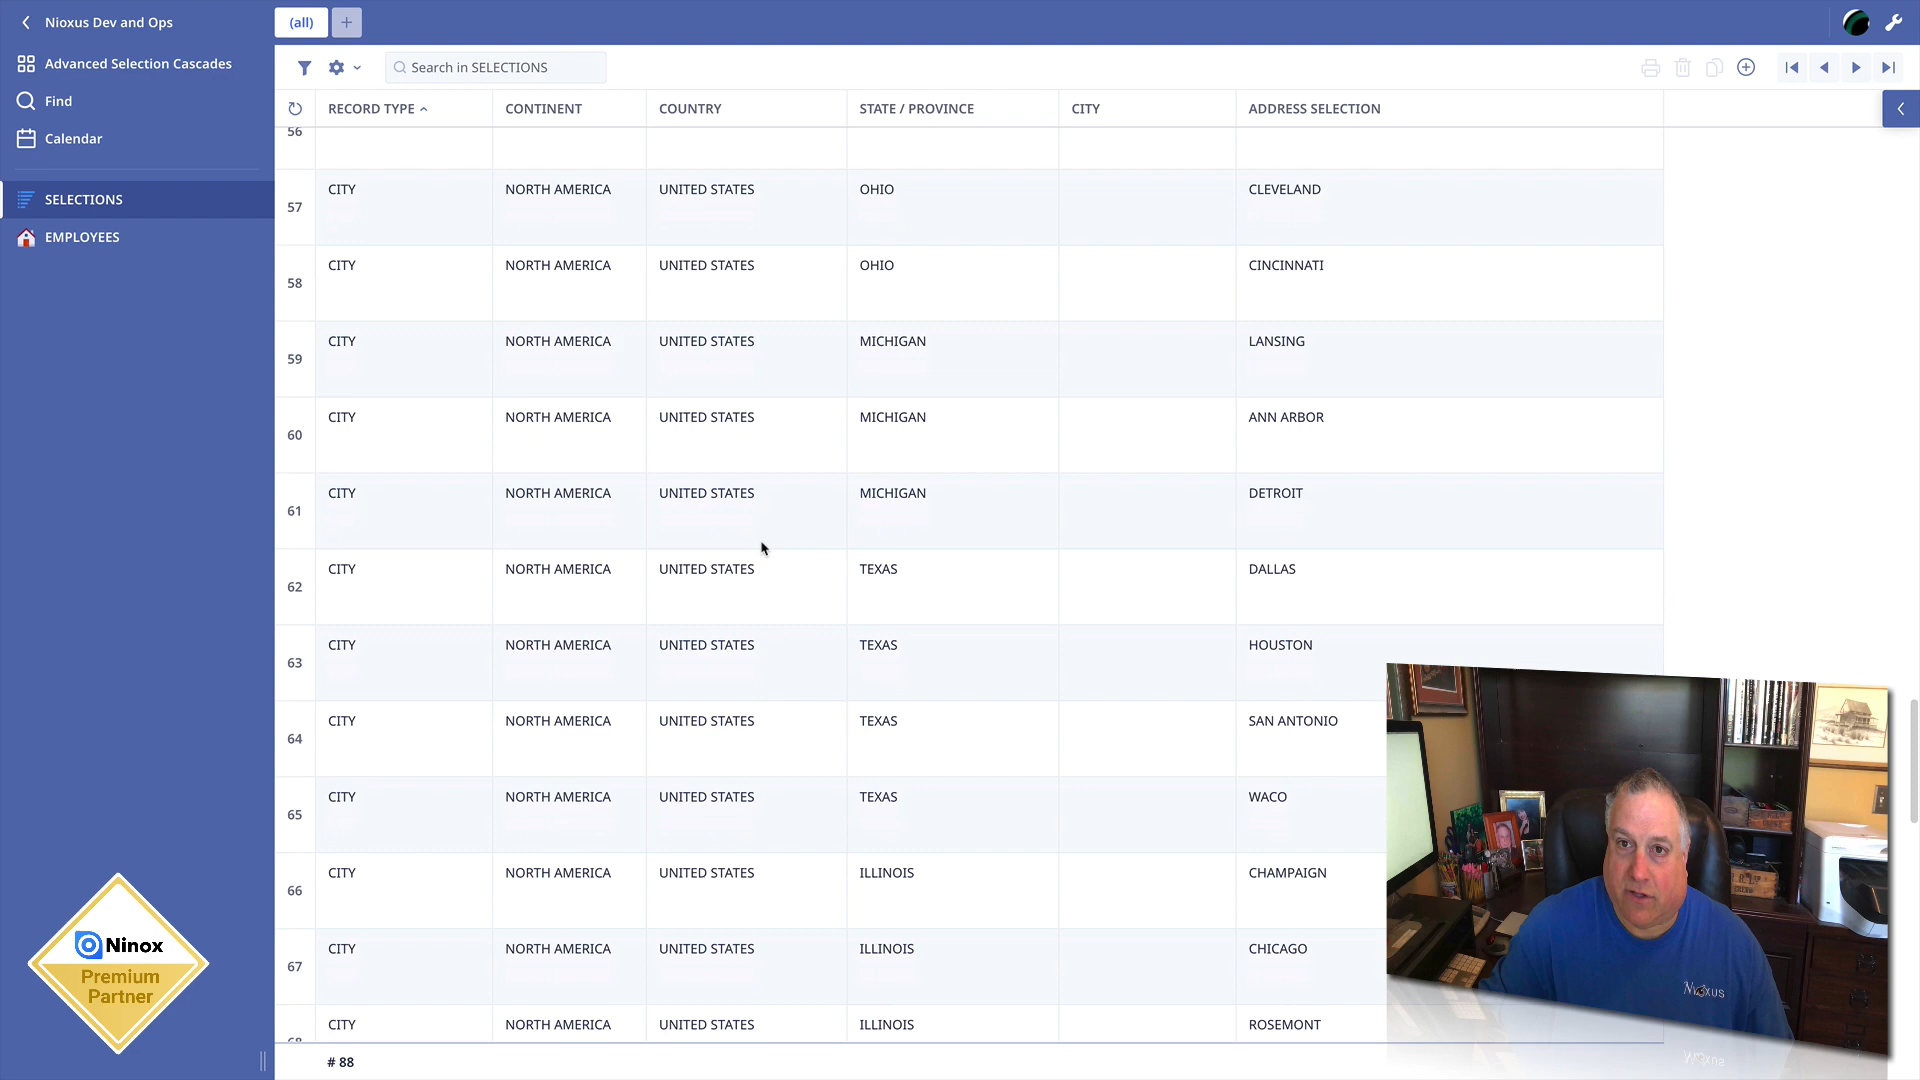 Nioxus Dev and Ops
(all)
+
Advanced Selection Cascades
Find
Calendar
SELECTIONS
EMPLOYEES
Search in SELECTIONS
RECORD TYPE CONTINENT COUNTRY STATE / PROVINCE CITY ADDRESS SELECTION
56
57 CITY NORTH AMERICA UNITED STATES OHIO CLEVELAND
58 CITY NORTH AMERICA UNITED STATES OHIO CINCINNATI
59 CITY NORTH AMERICA UNITED STATES MICHIGAN LANSING
60 CITY NORTH AMERICA UNITED STATES MICHIGAN ANN ARBOR
61 CITY NORTH AMERICA UNITED STATES MICHIGAN DETROIT
62 CITY NORTH AMERICA UNITED STATES TEXAS DALLAS
63 CITY NORTH AMERICA UNITED STATES TEXAS HOUSTON
64 CITY NORTH AMERICA UNITED STATES TEXAS SAN ANTONIO
65 CITY NORTH AMERICA UNITED STATES TEXAS WACO
66 CITY NORTH AMERICA UNITED STATES ILLINOIS CHAMPAIGN
67 CITY NORTH AMERICA UNITED STATES ILLINOIS CHICAGO
68 CITY NORTH AMERICA UNITED STATES ILLINOIS ROSEMONT
# 88
Ninox
Premium
Partner
Nioxus